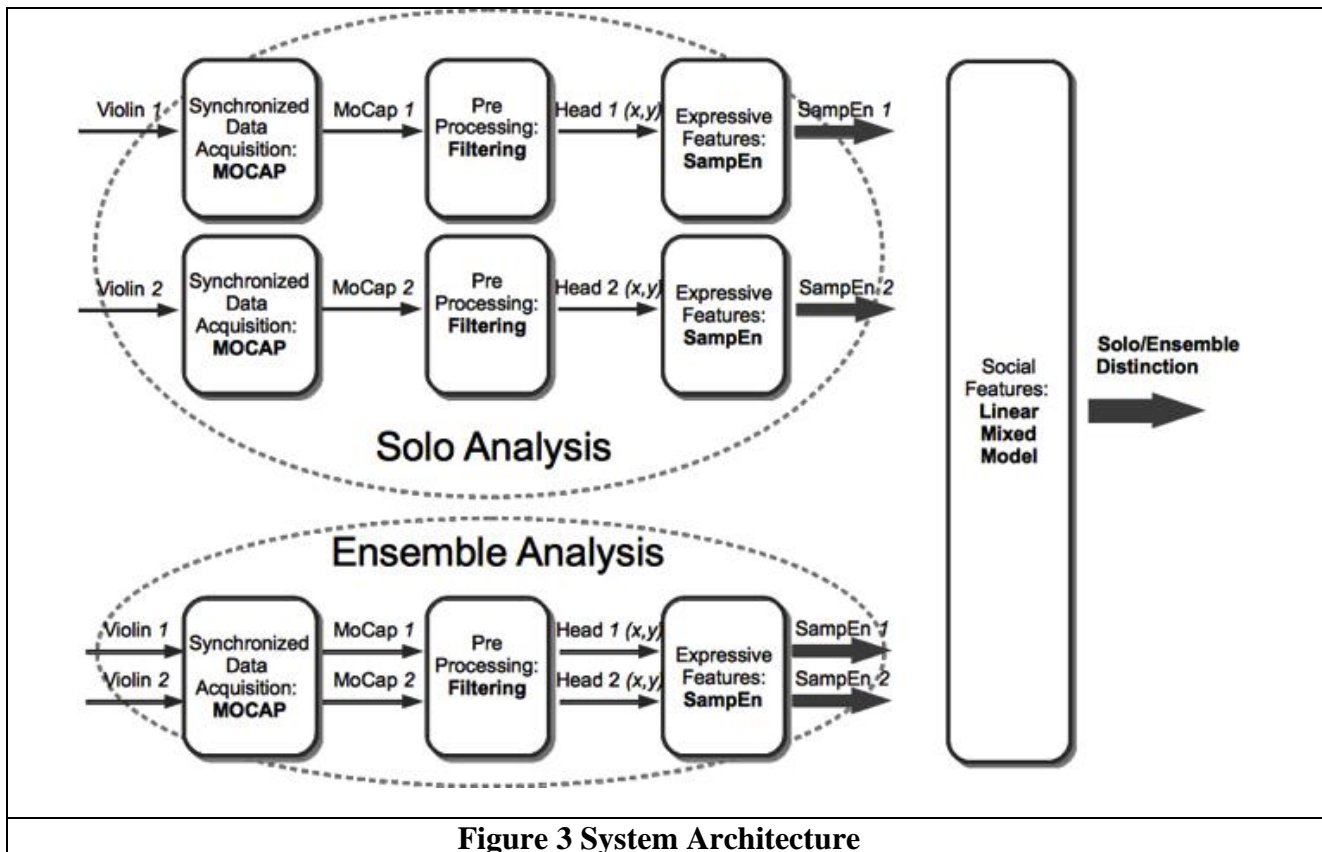 Violin 1
Synchronized
Data
Acquisition:
MOCAP
MoCap 1
Pre
Processing:
Filtering
Head 1 (x,y)
Expressive
Features:
SampEn
SampEn 1
Violin 2
Synchronized
Data
Acquisition:
MOCAP
MoCap 2
Pre
Processing:
Filtering
Head 2 (x,y)
Expressive
Features:
SampEn
SampEn 2
Solo Analysis
Ensemble Analysis
Violin 1
Violin 2
Synchronized
Data
Acquisition:
MOCAP
MoCap 1
MoCap 2
Pre
Processing:
Filtering
Head 1 (x,y)
Head 2 (x,y)
Expressive
Features:
SampEn
SampEn 1
SampEn 2
Social
Features:
Linear
Mixed
Model
Solo/Ensemble
Distinction
Figure 3 System Architecture